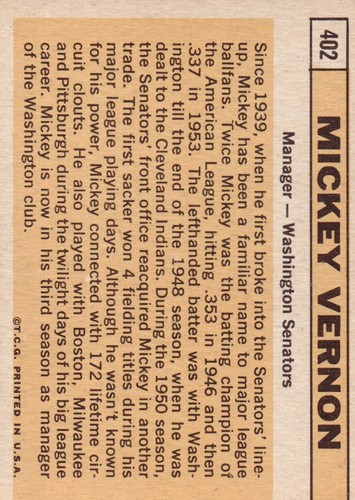 402
MICKEY VERNON
Manager — Washington Senators
Since 1939, when he first broke into the Senators' line-
up, Mickey has been a familiar name to major league
ballfans. Twice Mickey was the batting champion of
the American League, hitting .353 in 1946 and then
.337 in 1953. The lefthanded batter was with Wash-
ington till the end of the 1948 season, when he was
dealt to the Cleveland Indians. During the 1950 season,
the Senators' front office reacquired Mickey in another
trade. The first sacker won 4 fielding titles during his
major league playing days. Although he wasn't known
for his power, Mickey connected with 172 lifetime cir-
cuit clouts. He also played with Boston, Milwaukee
and Pittsburgh during the twilight days of his big league
career. Mickey is now in his third season as manager
of the Washington club.
©T.C.G. PRINTED IN U.S.A.